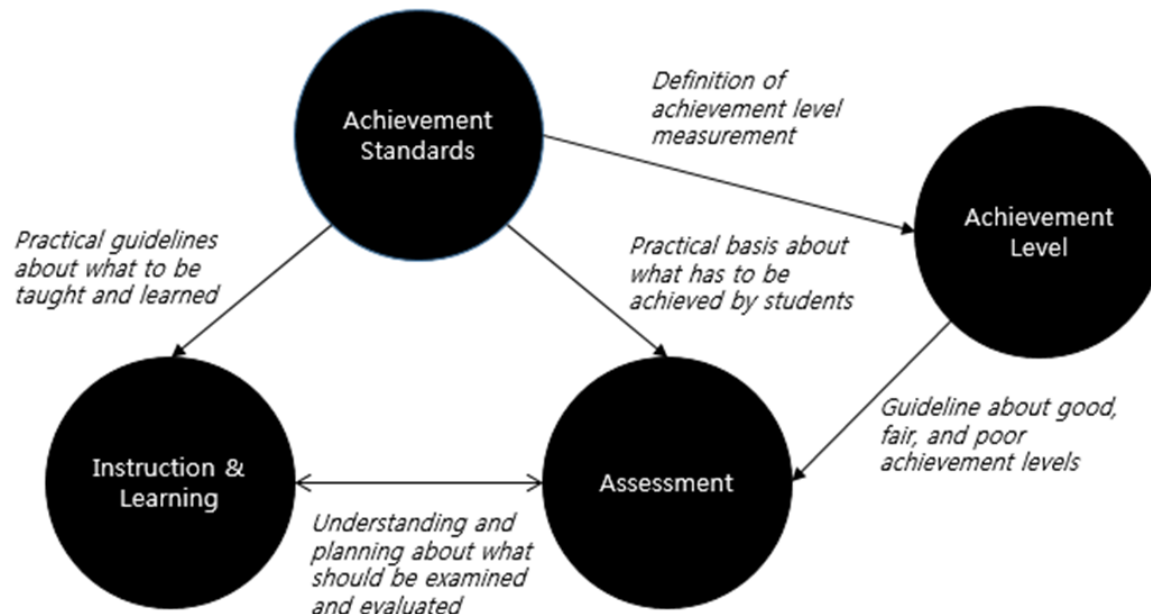 Achievement
Standards
Definition of
achievement level
measurement
Achievement
Level
Practical guidelines
about what to be
taught and learned
Practical basis about
what has to be
achieved by students
Guideline about good,
fair, and poor
achievement levels
Instruction &
Learning
Assessment
Understanding and
planning about what
should be examined
and evaluated